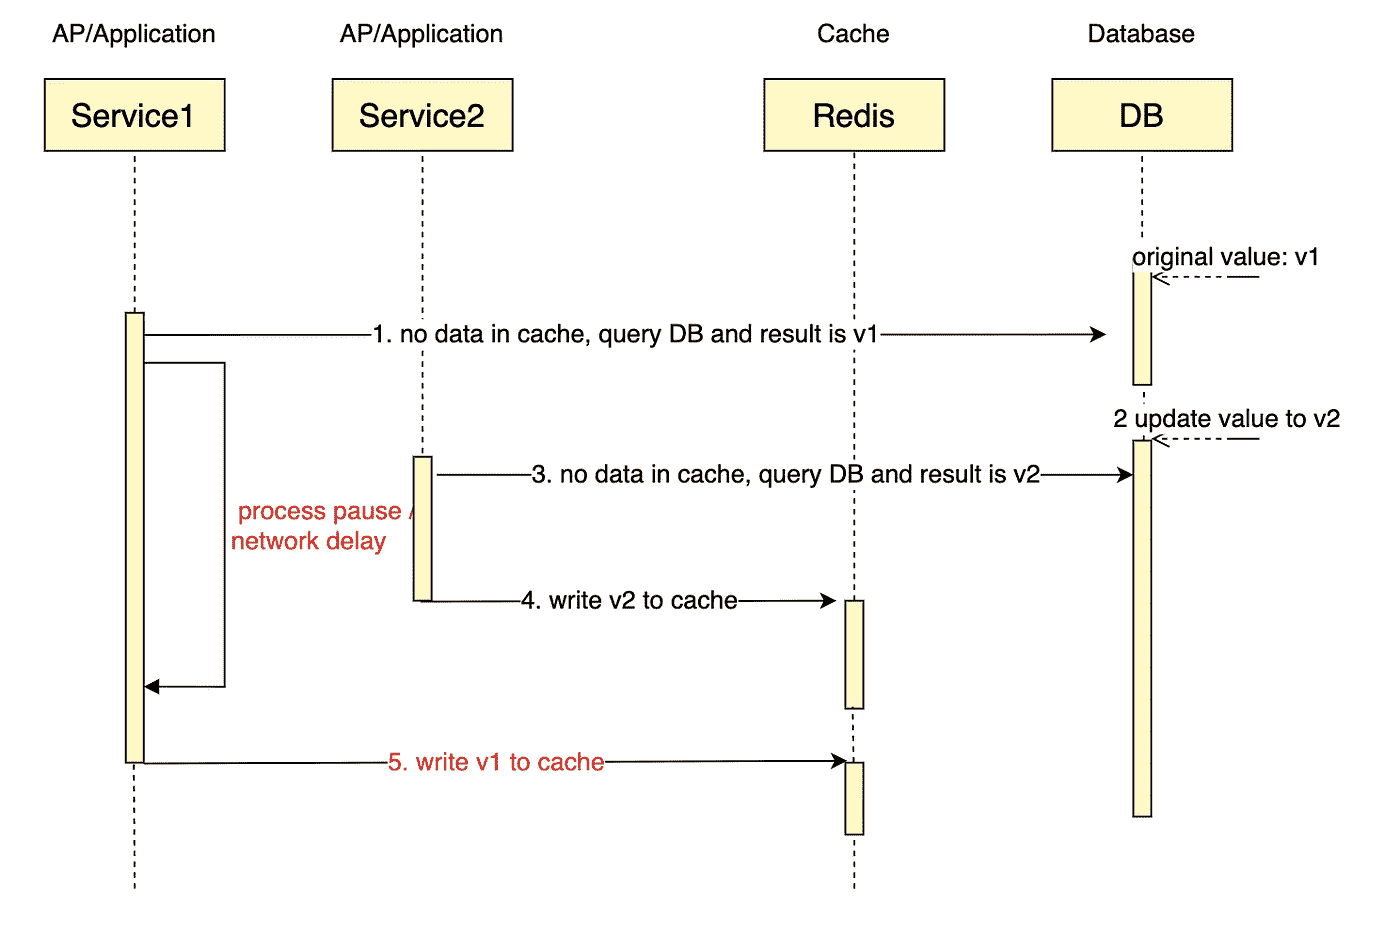 AP/Application
AP/Application
Cache
Database
Service1
Service2
Redis
DB
original value: v1
1. no data in cache, query DB and result is v1
2 update value to v2
3. no data in cache, query DB and result is v2
process pause /
network delay
4. write v2 to cache
5. write v1 to cache